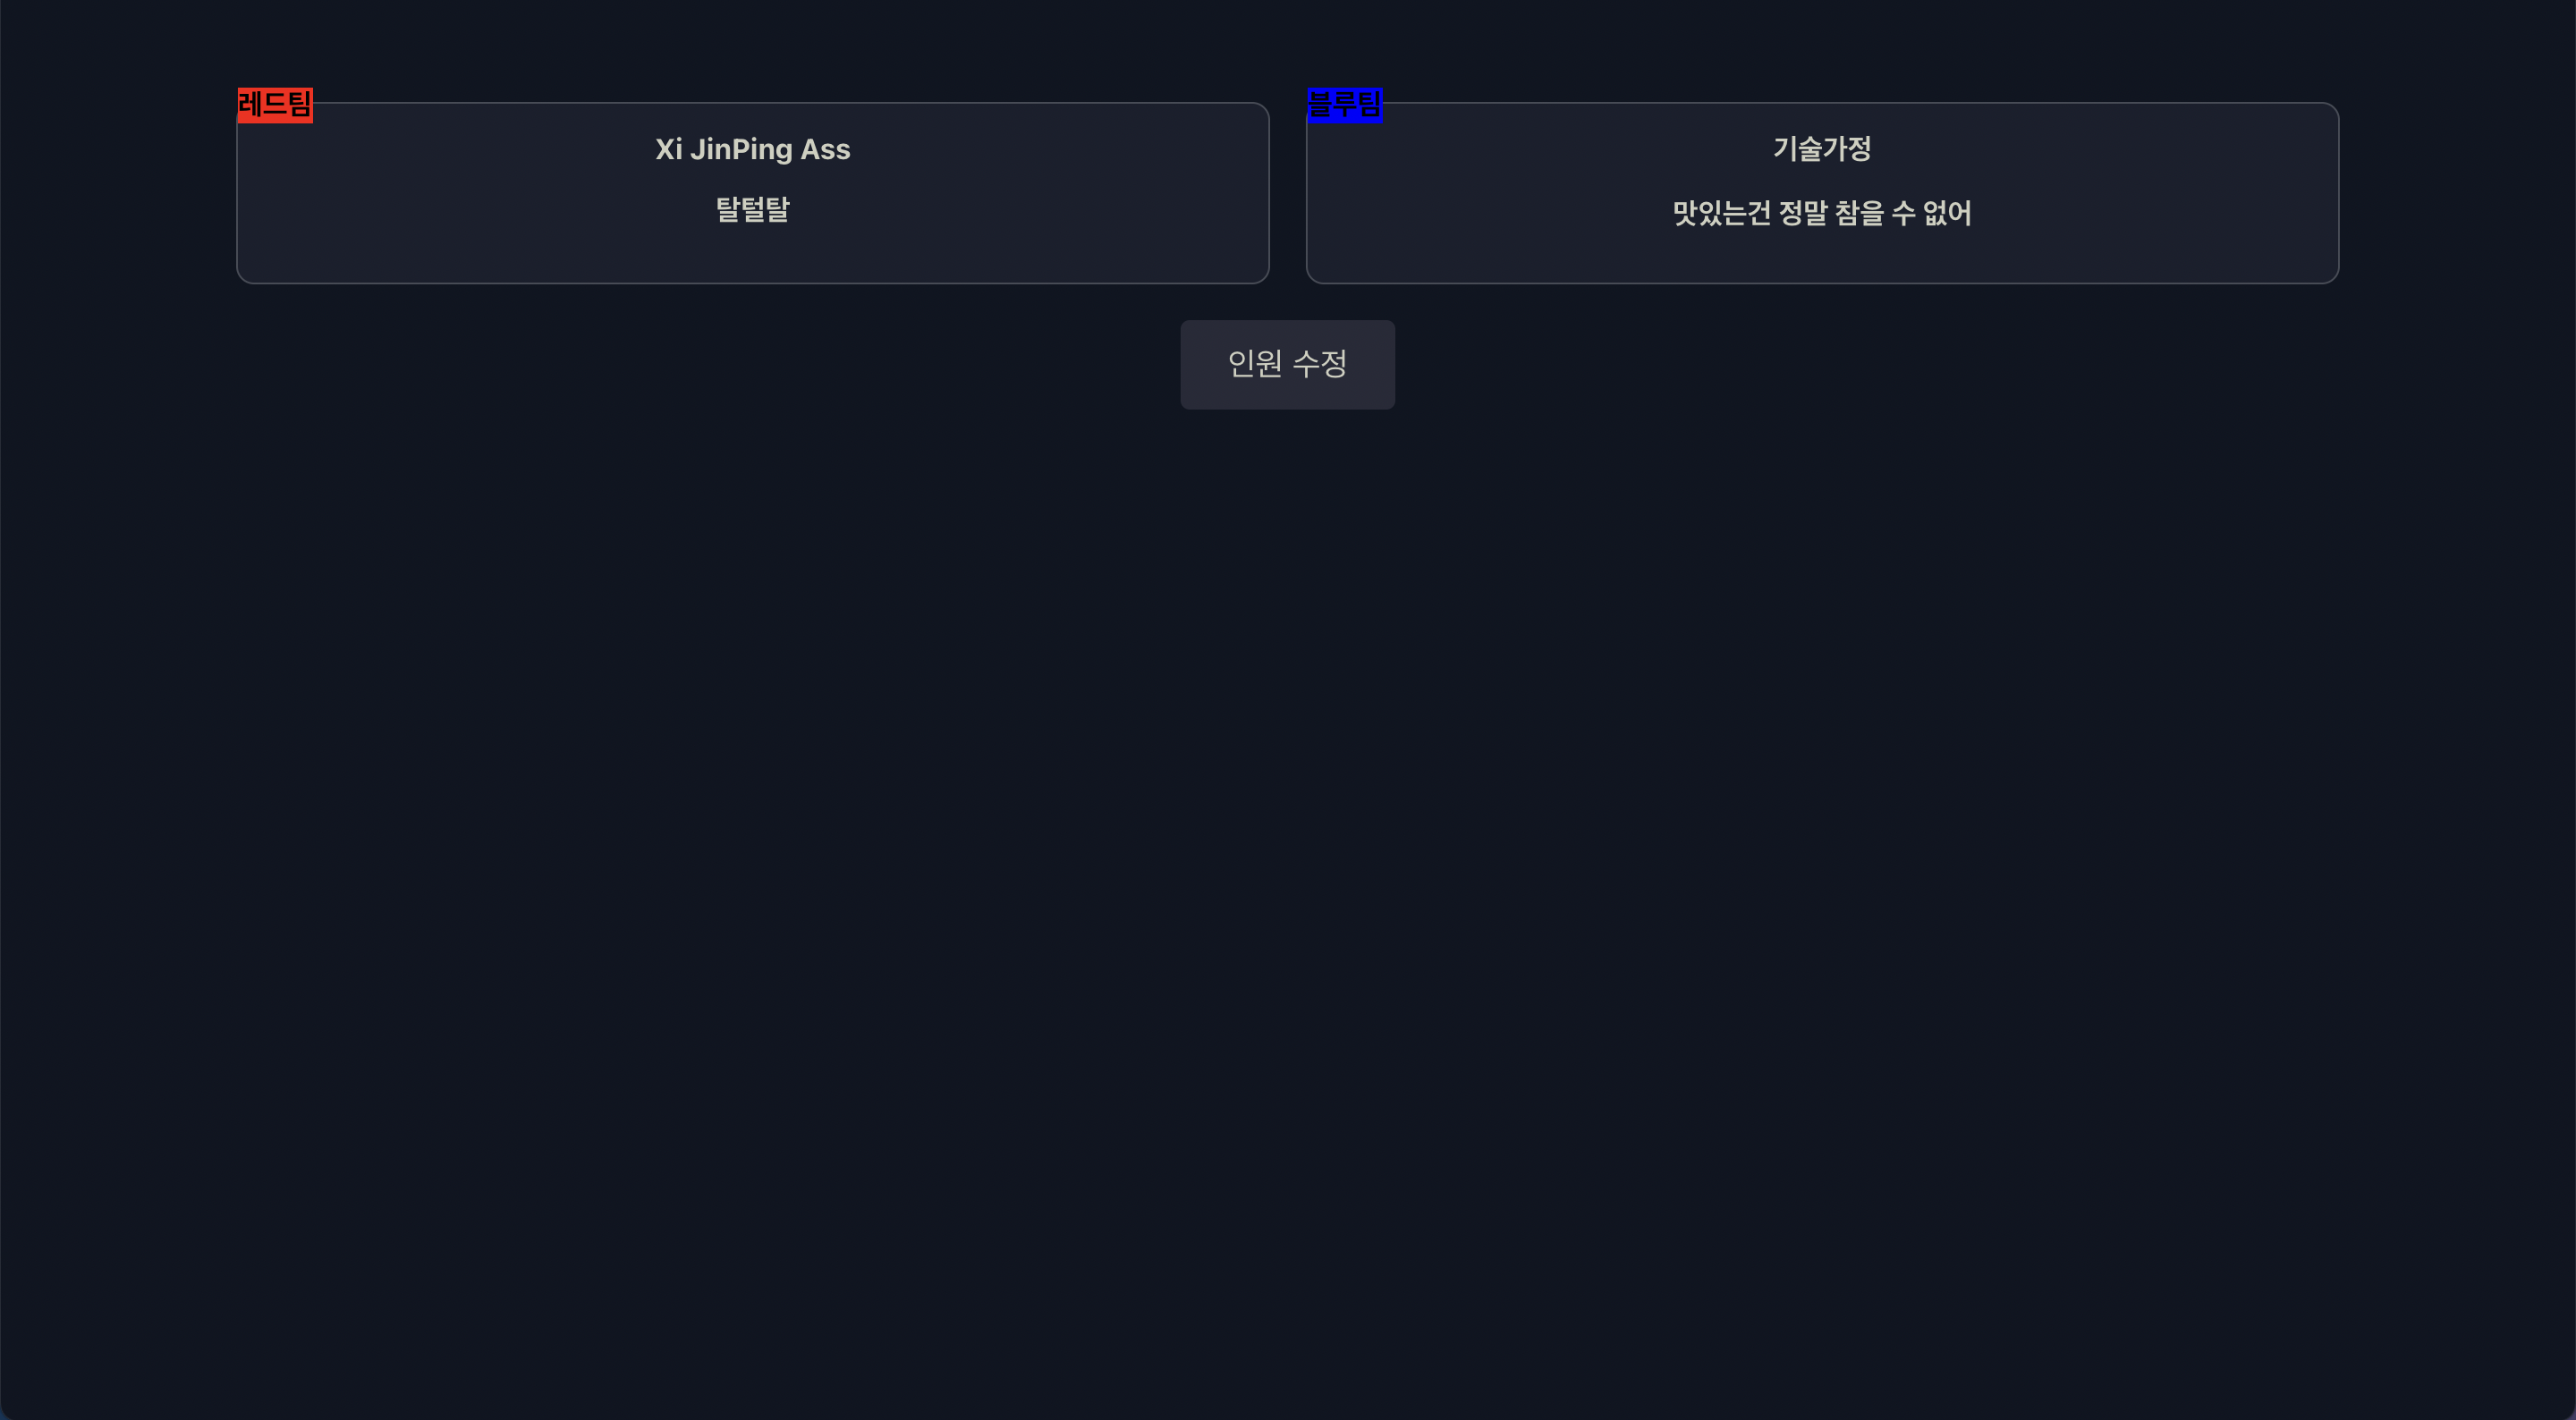 레드팀
Xi JinPing Ass
탈털탈
블루팀
기술가정
맛있는건 정말 참을 수 없어
인원 수정